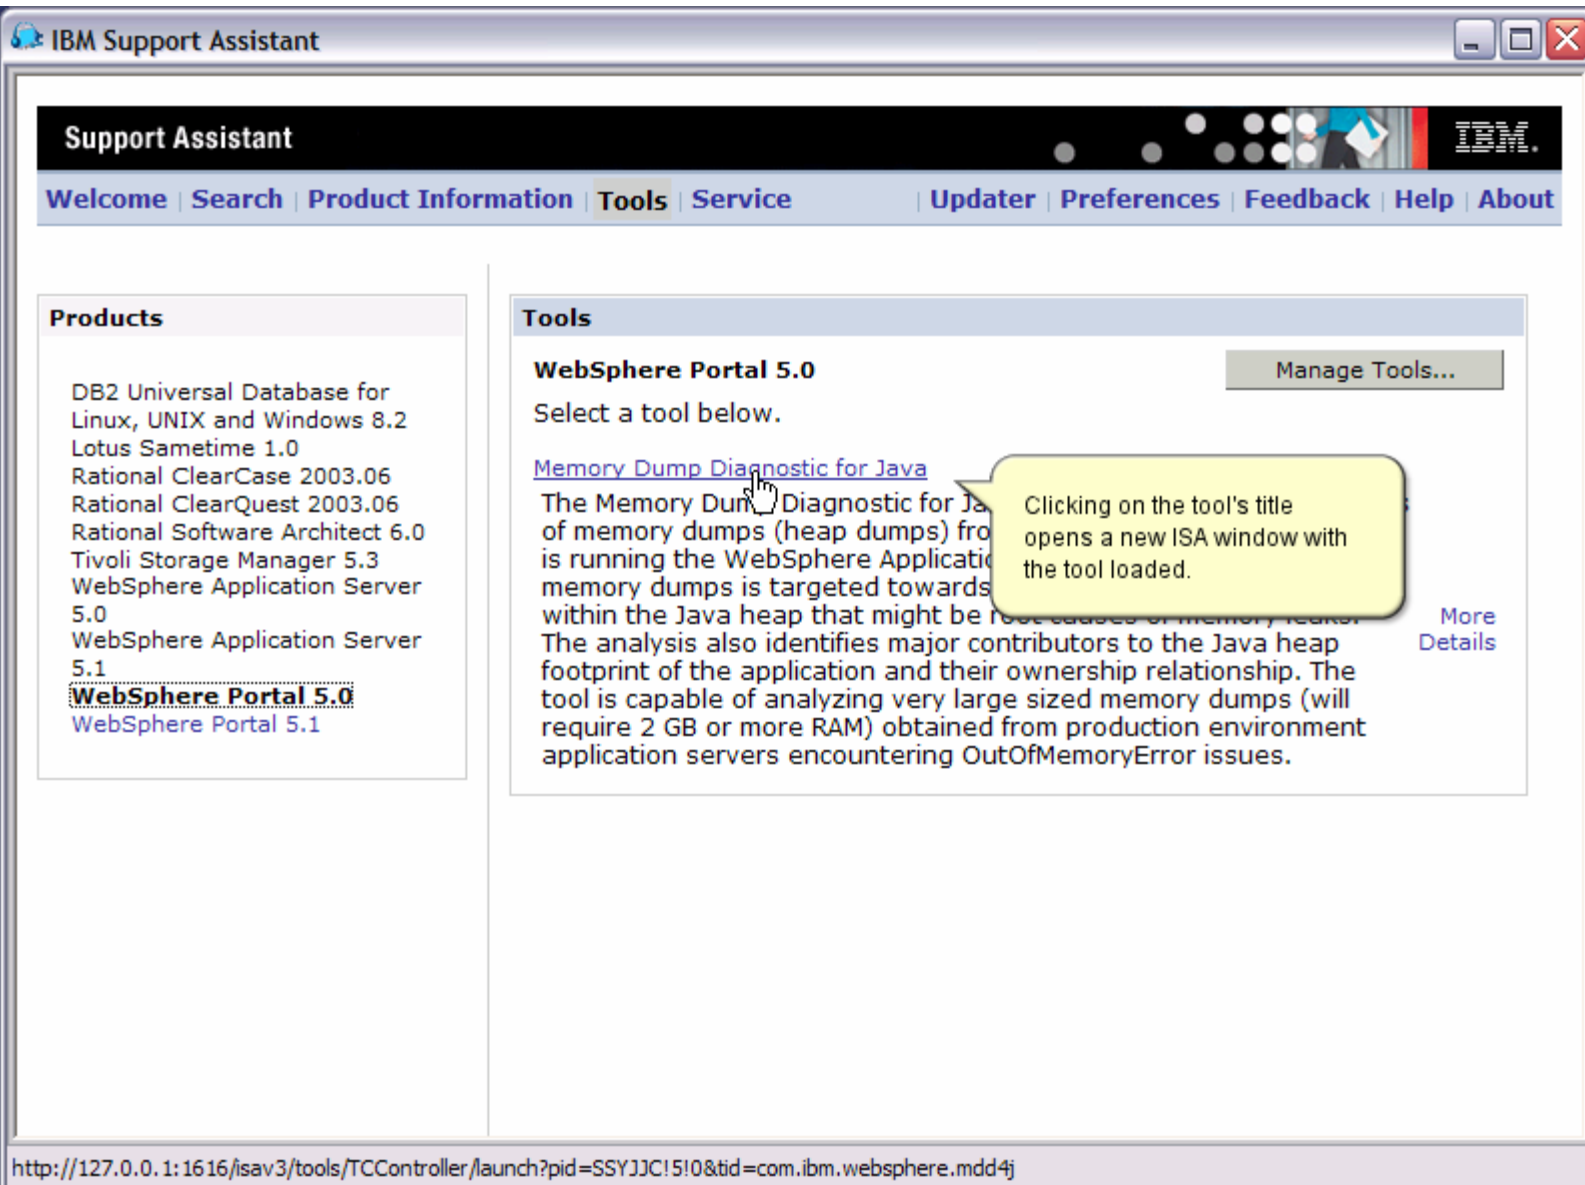 IBM Support Assistant
Support Assistant
IBM.
Welcome | Search | Product Information | Tools | Service | Updater | Preferences | Feedback | Help | About
Products
DB2 Universal Database for
Linux, UNIX and Windows 8.2
Lotus Sametime 1.0
Rational ClearCase 2003.06
Rational ClearQuest 2003.06
Rational Software Architect 6.0
Tivoli Storage Manager 5.3
WebSphere Application Server
5.0
WebSphere Application Server
5.1
WebSphere Portal 5.0
WebSphere Portal 5.1
Tools
WebSphere Portal 5.0
Manage Tools...
Select a tool below.
Memory Dump Diagnostic for Java
The Memory Dump Diagnostic for
of memory dumps (heap dumps)
is running the WebSphere
memory dumps is targeted towards
within the Java heap that might be root causes of memory leaks.
The analysis also identifies major contributors to the Java heap
footprint of the application and their ownership relationship. The
tool is capable of analyzing very large sized memory dumps (will
require 2 GB or more RAM) obtained from production environment
application servers encountering OutOfMemoryError issues.
Clicking on the tool's title
opens a new ISA window with
the tool loaded.
More
Details
http://127.0.0.1:1616/isav3/tools/TCController/launch?pid=SSYJJC!5!0&tid=com.ibm.websphere.mdd4j